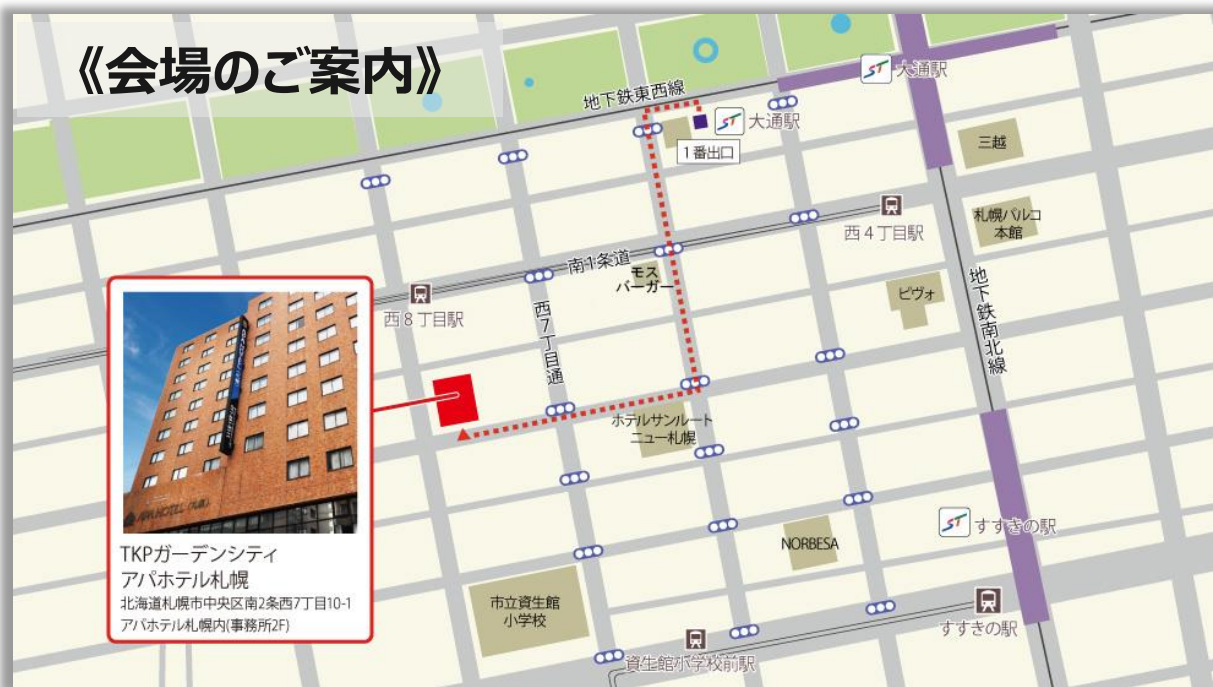 《会場のご案内》
地下鉄東西線
大通駅
大通駅
1番出口
三越
札幌パルコ
本館
西4丁目駅
南1条道
モス
バーガー
ピヴォ
西8丁目駅
西7丁目通
地下鉄南北線
ホテルサンルート
ニュー札幌
NORBESA
すすきの駅
すすきの駅
市立資生館
小学校
資生館小学校前駅
TKPガーデンシティ
アパホテル札幌
北海道札幌市中央区南2条西7丁目10-1
アパホテル札幌内(事務所2F)